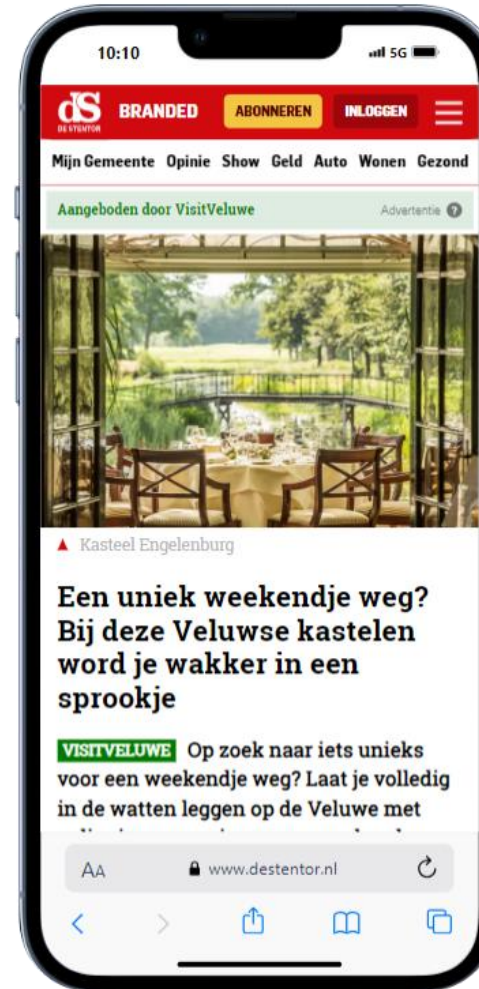 10:10 5G
dS BRANDED ABONNEREN INLOGGEN
DE STENTOR
Mijn Gemeente Opinie Show Geld Auto Wonen Gezond
Aangeboden door VisitVeluwe Advertentie ?
Kasteel Engelenburg
Een uniek weekendje weg?
Bij deze Veluwse kastelen
word je wakker in een
sprookje
VISITVELUWE Op zoek naar iets unieks
voor een weekendje weg? Laat je volledig
in de watten leggen op de Veluwe met
AA www.destentor.nl